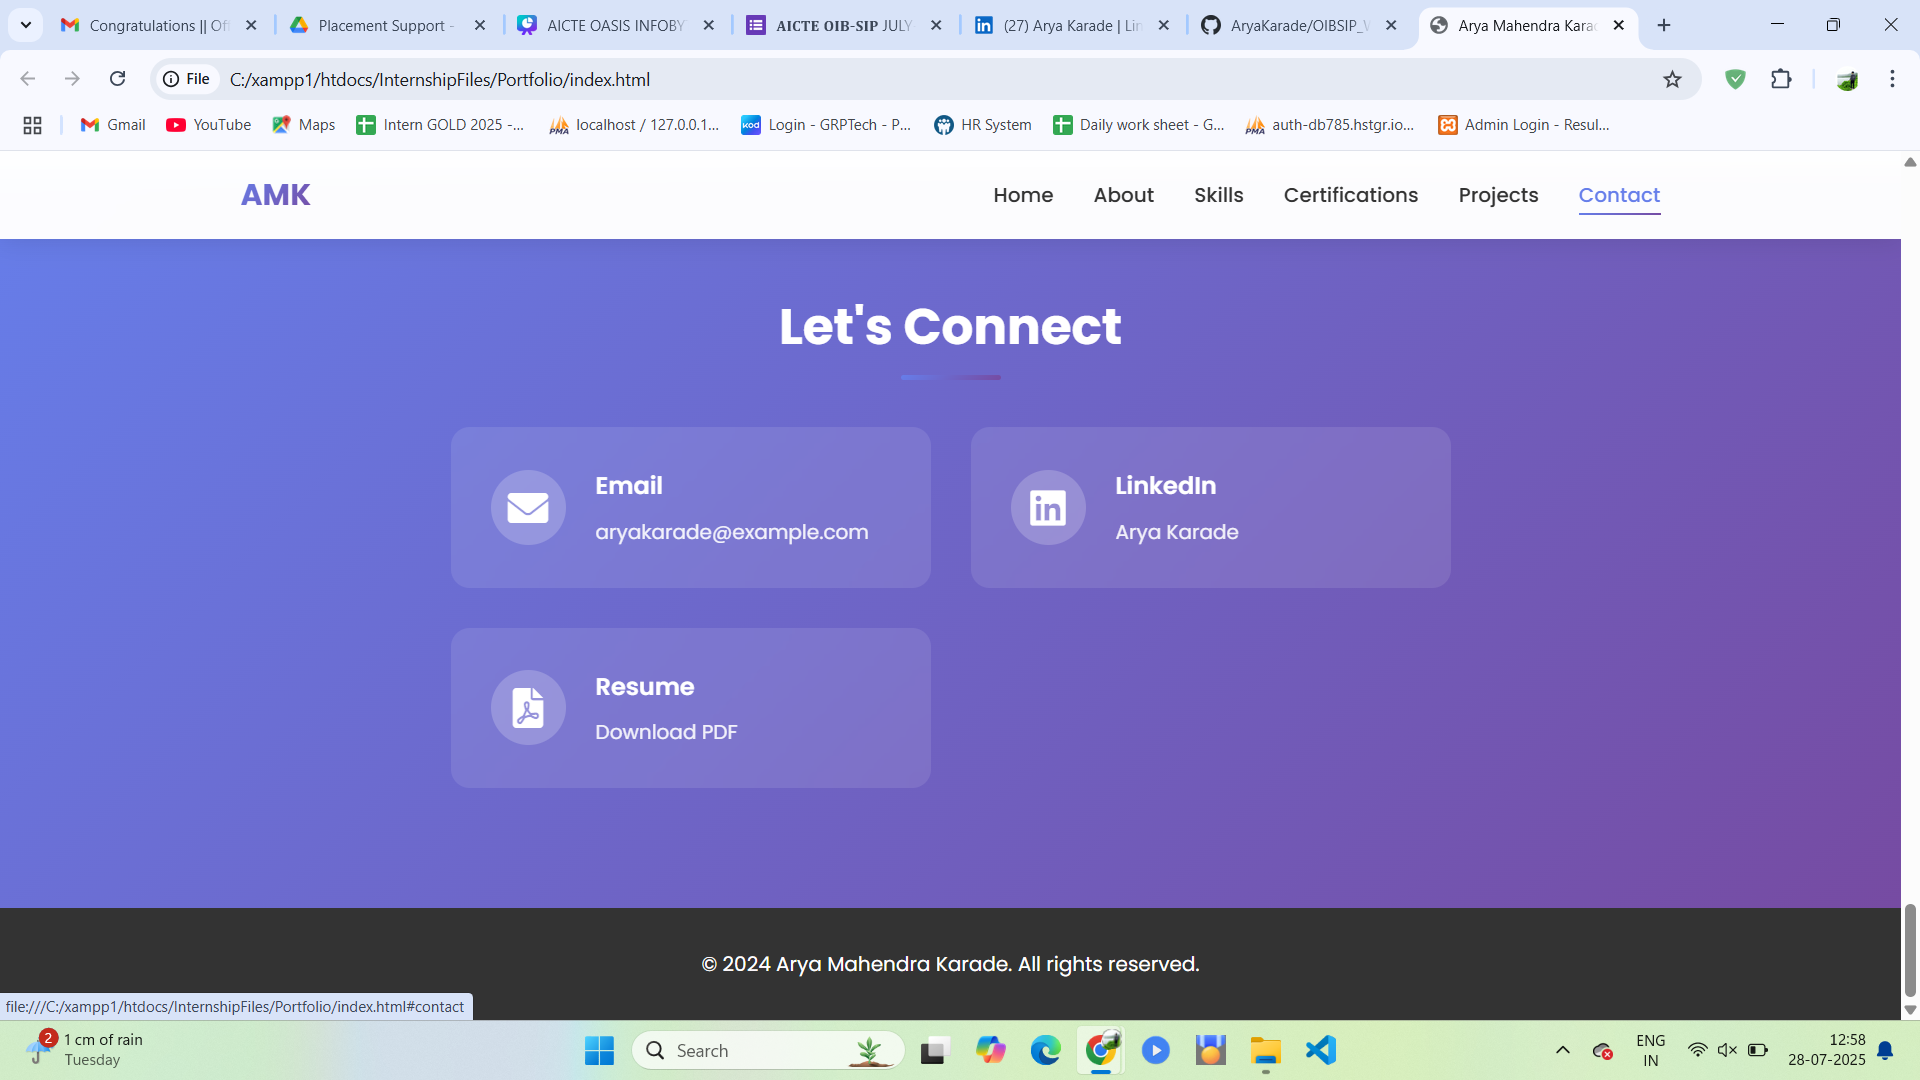 Congratulations || Of
Placement Support -
AICTE OASIS INFOBY
AICTE OIB-SIP JULY
(27) Arya Karade | Lin
AryaKarade/OIBSIP_W
Arya Mahendra Karad
File
C:/xampp1/htdocs/InternshipFiles/Portfolio/index.html
Gmail
YouTube
Maps
Intern GOLD 2025 -...
localhost / 127.0.0.1...
Login - GRPTech - P...
HR System
Daily work sheet - G...
auth-db785.hstgr.io...
Admin Login - Resul...
AMK
Home
About
Skills
Certifications
Projects
Contact
Let's Connect
Email
aryakarade@example.com
LinkedIn
Arya Karade
Resume
Download PDF
© 2024 Arya Mahendra Karade. All rights reserved.
file:///C:/xampp1/htdocs/InternshipFiles/Portfolio/index.html#contact
2
1 cm of rain
Tuesday
Search
ENG
IN
12:58
28-07-2025